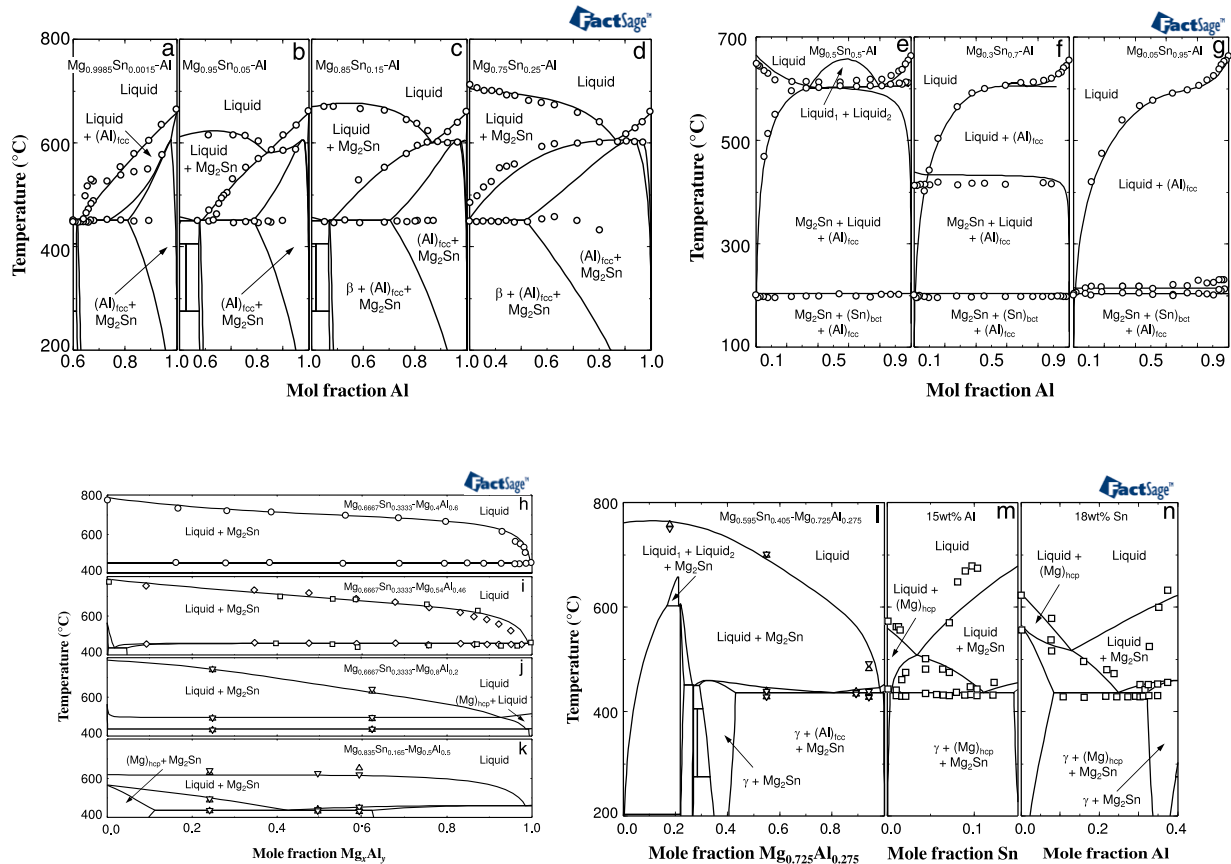 FactSage™
a b c d
Mg0.9985Sn0.0015-Al Mg0.95Sn0.05-Al Mg0.85Sn0.15-Al Mg0.75Sn0.25-Al
Liquid
Liquid
+ (Al)fcc
(Al)fcc+
Mg2Sn
Liquid
Liquid
+ Mg2Sn
(Al)fcc+
Mg2Sn
Liquid
Liquid
+ Mg2Sn
(Al)fcc+
Mg2Sn
β + (Al)fcc+
Mg2Sn
Liquid
Liquid
+ Mg2Sn
(Al)fcc+
Mg2Sn
β + (Al)fcc+
Mg2Sn
800
600
400
200
Temperature (°C)
0.6 0.8 1.0 0.6 0.8 1.0 0.4 0.6 0.8 1.0 0.4 0.6 0.8 1.0
Mol fraction Al
FactSage™
e f g
Mg0.5Sn0.5-Al Mg0.3Sn0.7-Al Mg0.05Sn0.95-Al
Liquid
Liquid1 + Liquid2
Mg2Sn + Liquid
+ (Al)fcc
Mg2Sn + (Sn)bct
+ (Al)fcc
Liquid
Liquid + (Al)fcc
Mg2Sn + Liquid
+ (Al)fcc
Mg2Sn + (Sn)bct
+ (Al)fcc
Liquid
Liquid + (Al)fcc
Mg2Sn + (Sn)bct
+ (Al)fcc
700
500
300
100
Temperature (°C)
0.1 0.5 0.9 0.1 0.5 0.9 0.1 0.5 0.9
Mol fraction Al
FactSage™
h
Mg0.6667Sn0.3333-Mg0.4Al0.6
Liquid
Liquid + Mg2Sn
800
600
400
i
Mg0.6667Sn0.3333-Mg0.54Al0.46
Liquid
Liquid + Mg2Sn
600
400
j
Mg0.6667Sn0.3333-Mg0.8Al0.2
Liquid
Liquid + Mg2Sn
(Mg)hcp+Liquid
600
400
k
Mg0.835Sn0.165-Mg0.5Al0.5
Liquid
(Mg)hcp+ Mg2Sn
Liquid + Mg2Sn
600
400
Temperature (°C)
0.0 0.2 0.4 0.6 0.8 1.0
Mole fraction MgxAly
FactSage™
l m n
Mg0.595Sn0.405-Mg0.725Al0.275 15wt% Al 18wt% Sn
Liquid1 + Liquid2
+ Mg2Sn
Liquid
Liquid + Mg2Sn
γ + (Al)fcc
+ Mg2Sn
γ + Mg2Sn
Liquid
Liquid +
(Mg)hcp
Liquid
+ Mg2Sn
γ + (Mg)hcp
+ Mg2Sn
Liquid +
(Mg)hcp
Liquid
Liquid + Mg2Sn
γ + (Mg)hcp
+ Mg2Sn
γ + Mg2Sn
800
600
400
200
Temperature (°C)
0.0 0.2 0.4 0.6 0.8 0.0 0.1 0.0 0.2 0.4
Mole fraction Mg0.725Al0.275 Mole fraction Sn Mole fraction Al